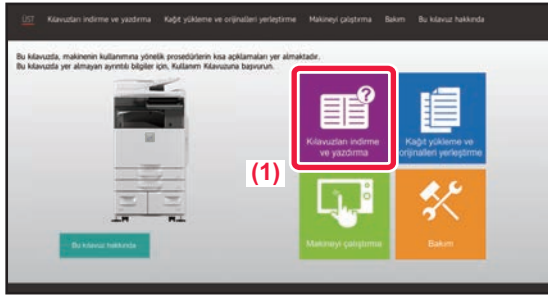 ÜST Kılavuzları indirme ve yazdırma Kağıt yükleme ve orijinalleri yerleştirme Makineyi çalıştırma Bakım Bu kılavuz hakkında
Bu kılavuzda, makinenin kullanımına yönelik prosedürlerin kısa açıklamaları yer almaktadır.
Bu kılavuzda yer almayan ayrıntılı bilgiler için, Kullanım Kılavuzuna başvurun.
?
Kılavuzları indirme
ve yazdırma
Kağıt yükleme ve
orijinalleri yerleştirme
(1)
Makineyi çalıştırma
Bakım
Bu kılavuz hakkında